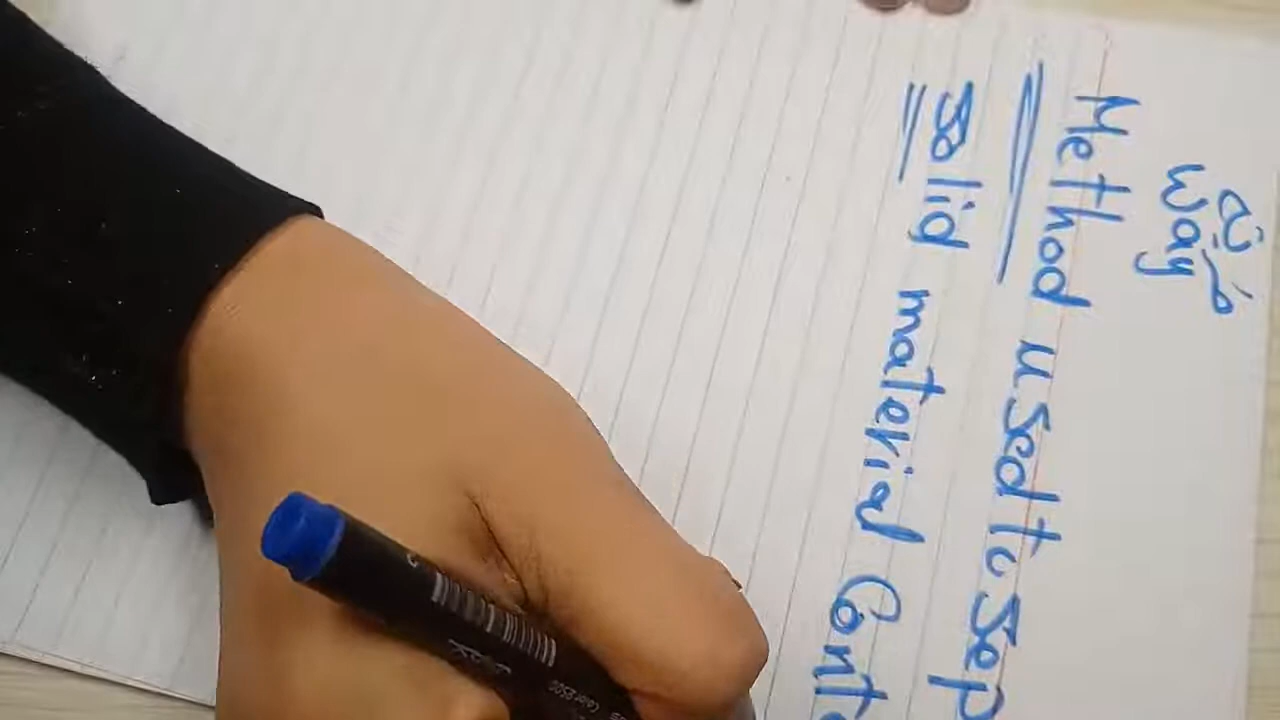 طريقة
way
Method used to Sep
Solid material Cont